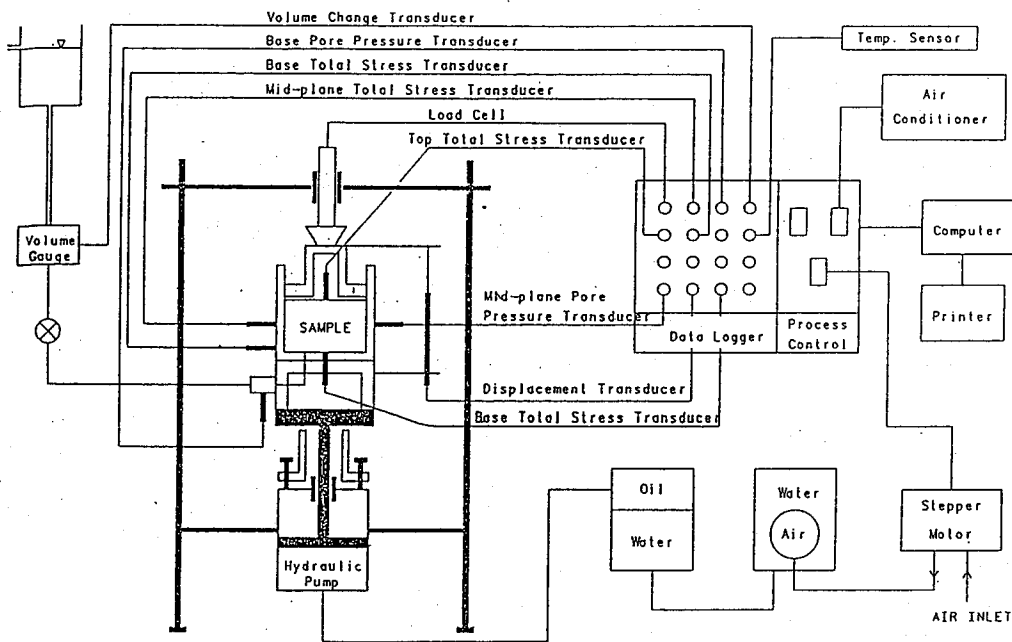 Volume Change Transducer
Base Pore Pressure Transducer
Temp. Sensor
Base Total Stress Transducer
Mid-plane Total Stress Transducer
Air
Conditioner
Load Cell
Top Total Stress Transducer
Volume
Gauge
Computer
Mid-plane Pore
Pressure Transducer
SAMPLE
Printer
Data Logger
Process
Control
Displacement Transducer
Base Total Stress Transducer
Oil
Water
Water
Air
Stepper
Motor
Hydraulic
Pump
AIR INLET